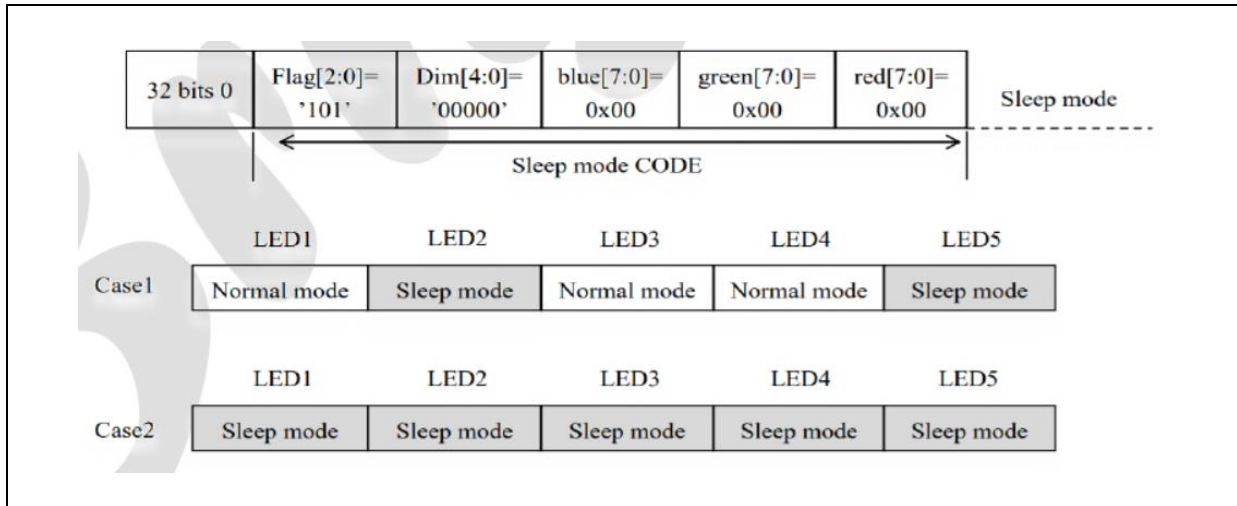 32 bits 0
Flag[2:0]=
'101'
Dim[4:0]=
'00000'
blue[7:0]=
0x00
green[7:0]=
0x00
red[7:0]=
0x00
Sleep mode
Sleep mode CODE
LED1 LED2 LED3 LED4 LED5
Case1 Normal mode Sleep mode Normal mode Normal mode Sleep mode
LED1 LED2 LED3 LED4 LED5
Case2 Sleep mode Sleep mode Sleep mode Sleep mode Sleep mode